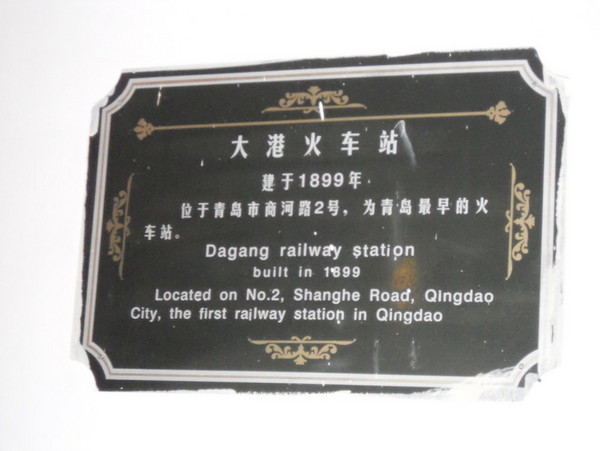 大港火车站
建于1899年
位于青岛市商河路2号，为青岛最早的火
车站。
Dagang railway station
built in 1899
Located on No.2, Shanghe Road, QIngdao
City, the first railway station in Qingdao